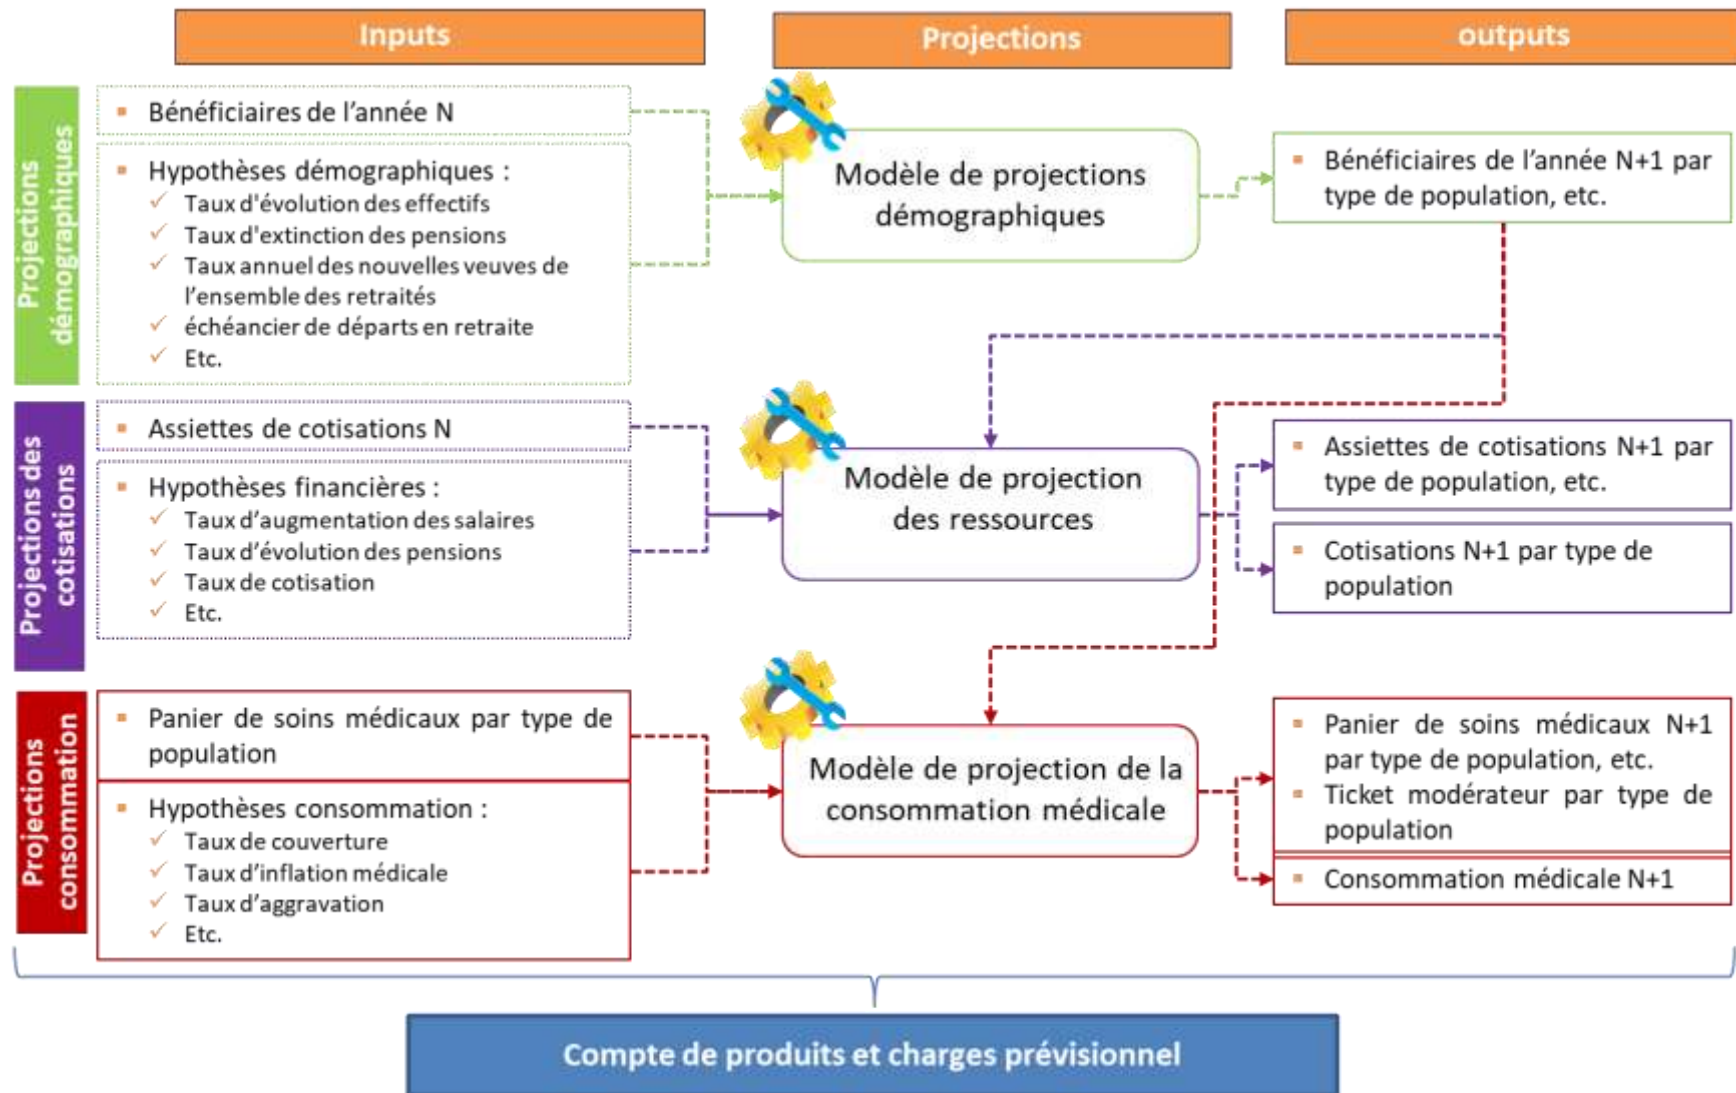 Inputs
Projections
outputs
Projections
démographiques
Bénéficiaires de l'année N
Hypothèses démographiques :
Taux d'évolution des effectifs
Taux d'extinction des pensions
Taux annuel des nouvelles veuves de
l'ensemble des retraités
échéancier de départs en retraite
Etc.
Modèle de projections
démographiques
Bénéficiaires de l'année N+1 par
type de population, etc.
Projections des
cotisations
Assiettes de cotisations N
Hypothèses financières :
Taux d'augmentation des salaires
Taux d'évolution des pensions
Taux de cotisation
Etc.
Modèle de projection
des ressources
Assiettes de cotisations N+1 par
type de population, etc.
Cotisations N+1 par type de
population
Projections
consommation
Panier de soins médicaux par type de
population
Hypothèses consommation :
Taux de couverture
Taux d'inflation médicale
Taux d'aggravation
Etc.
Modèle de projection de la
consommation médicale
Panier de soins médicaux N+1
par type de population, etc.
Ticket modérateur par type de
population
Consommation médicale N+1
Compte de produits et charges prévisionnel